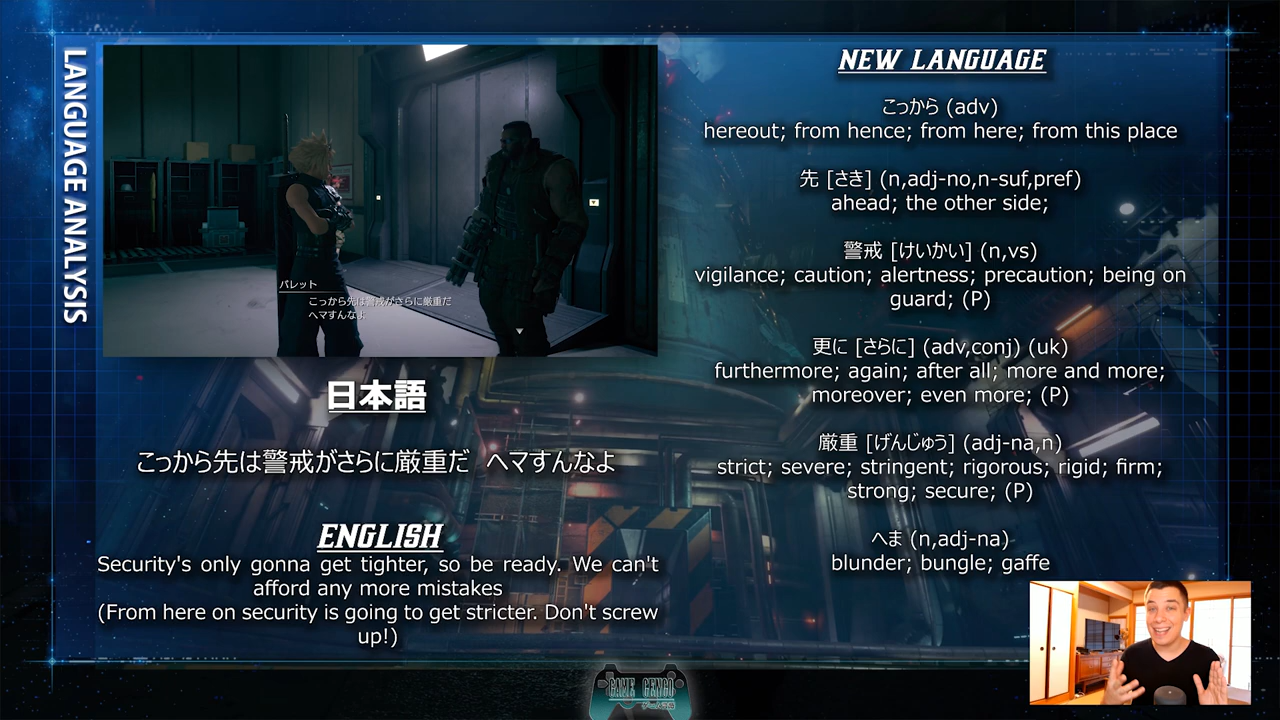 LANGUAGE ANALYSIS
バレット
こっから先は警戒がさらに厳重だ
ヘマすんなよ
日本語
こっから先は警戒がさらに厳重だ ヘマすんなよ
ENGLISH
Security's only gonna get tighter, so be ready. We can't
afford any more mistakes
(From here on security is going to get stricter. Don't screw
up!)
NEW LANGUAGE
こっから (adv)
hereout; from hence; from here; from this place
先 [さき] (n,adj-no,n-suf,pref)
ahead; the other side;
警戒 [けいかい] (n,vs)
vigilance; caution; alertness; precaution; being on
guard; (P)
更に [さらに] (adv,conj) (uk)
furthermore; again; after all; more and more;
moreover; even more; (P)
厳重 [げんじゅう] (adj-na,n)
strict; severe; stringent; rigorous; rigid; firm;
strong; secure; (P)
へま (n,adj-na)
blunder; bungle; gaffe
GAME GENGO